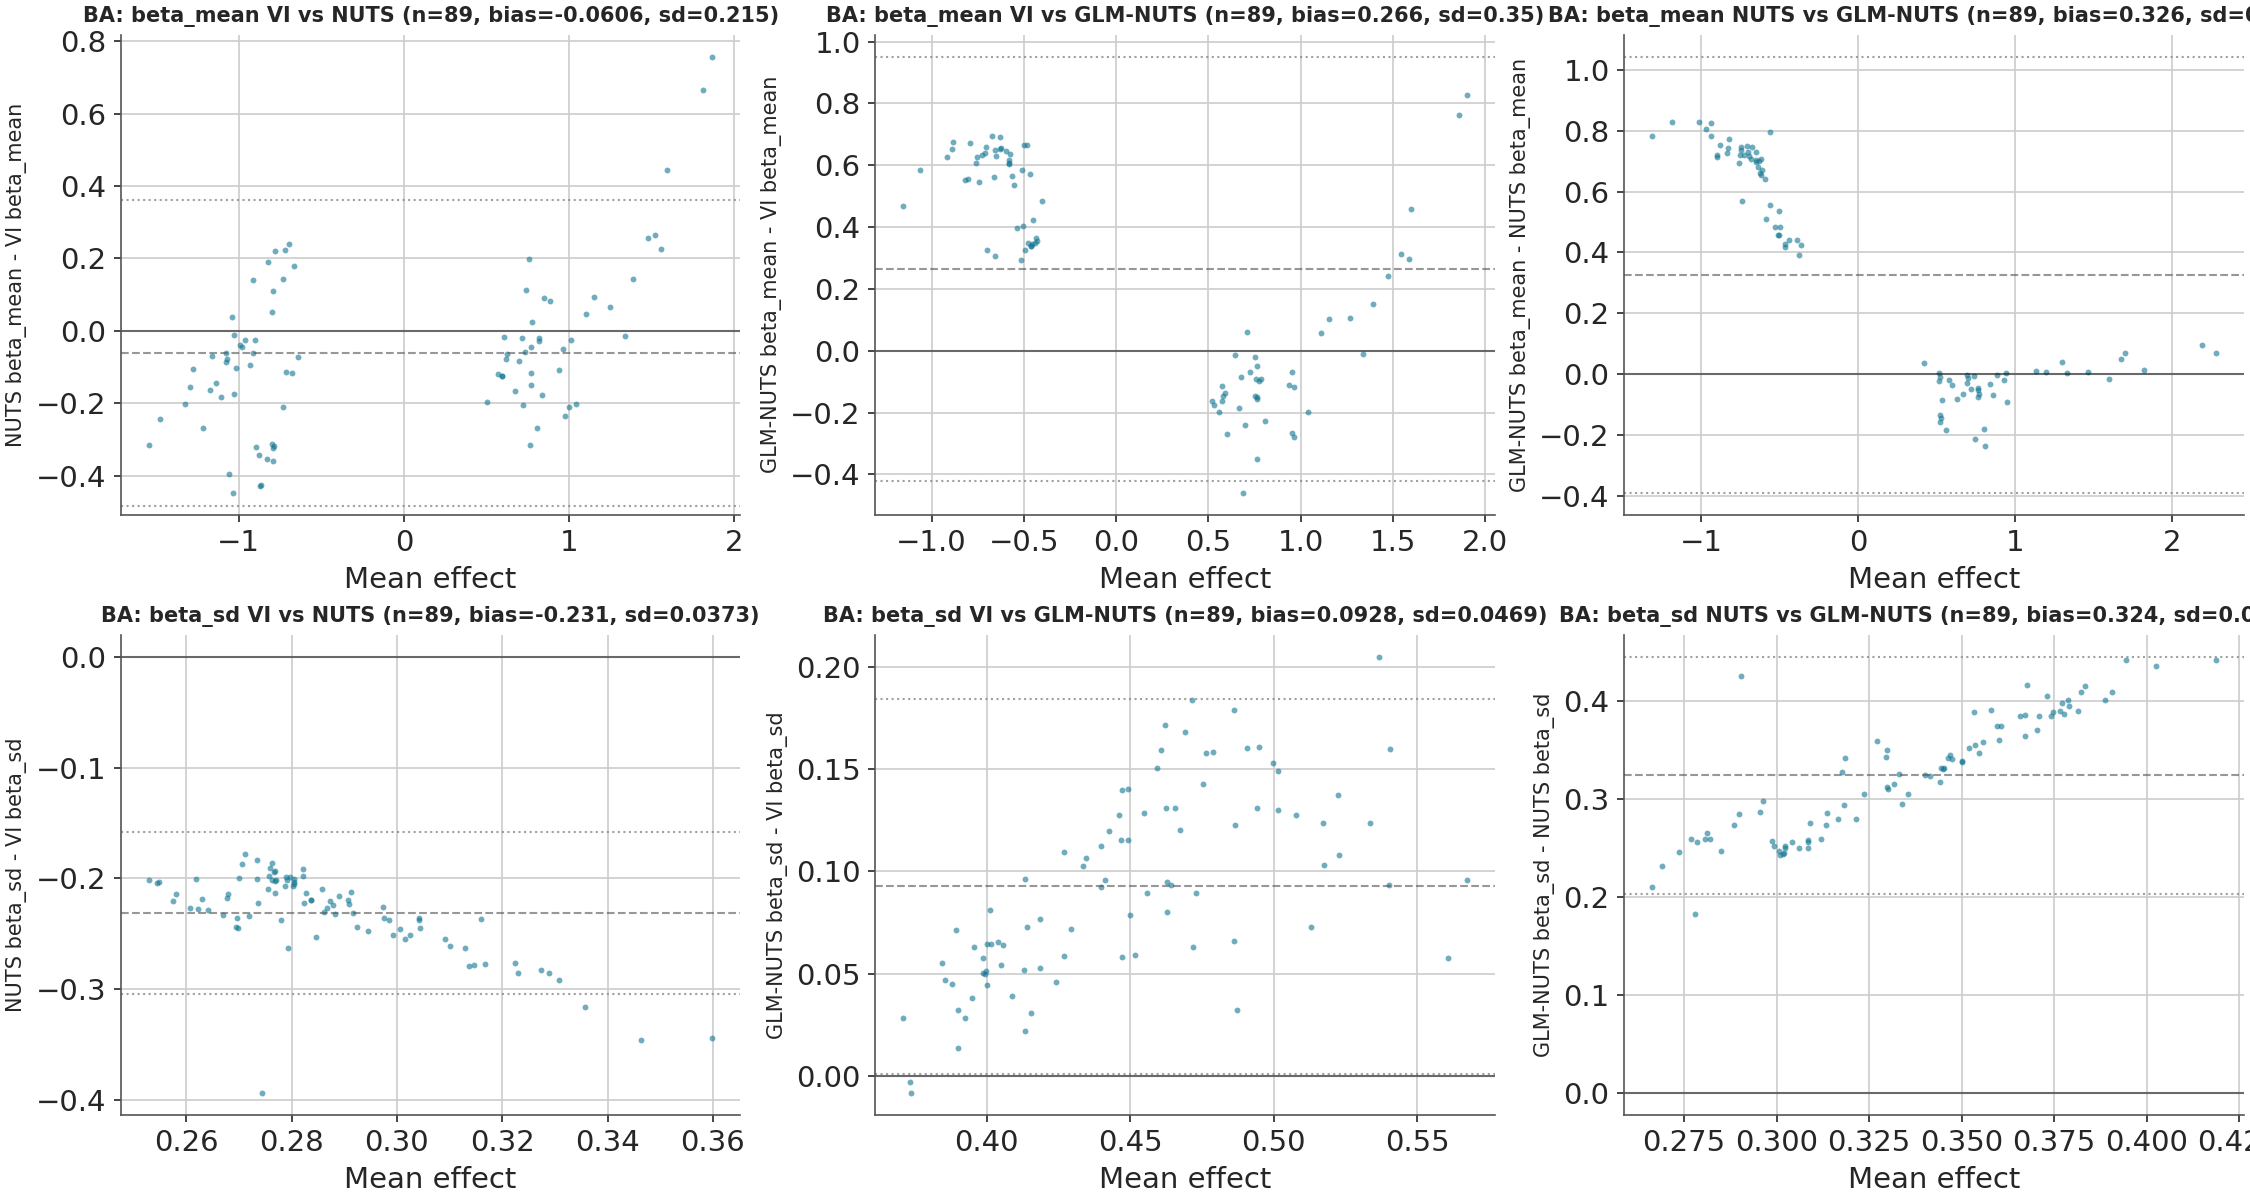 BA: beta_mean VI vs NUTS (n=89, bias=-0.0606, sd=0.215)
NUTS beta_mean - VI beta_mean
0.8
0.6
0.4
0.2
0.0
−0.2
−0.4
−1 0 1 2
Mean effect
BA: beta_mean VI vs GLM-NUTS (n=89, bias=0.266, sd=0.35)
GLM-NUTS beta_mean - VI beta_mean
1.0
0.8
0.6
0.4
0.2
0.0
−0.2
−0.4
−1.0 −0.5 0.0 0.5 1.0 1.5 2.0
Mean effect
BA: beta_mean NUTS vs GLM-NUTS (n=89, bias=0.326, sd=
GLM-NUTS beta_mean - NUTS beta_mean
1.0
0.8
0.6
0.4
0.2
0.0
−0.2
−0.4
−1 0 1 2
Mean effect
BA: beta_sd VI vs NUTS (n=89, bias=-0.231, sd=0.0373)
NUTS beta_sd - VI beta_sd
0.0
−0.1
−0.2
−0.3
−0.4
0.26 0.28 0.30 0.32 0.34 0.36
Mean effect
BA: beta_sd VI vs GLM-NUTS (n=89, bias=0.0928, sd=0.0469)
GLM-NUTS beta_sd - VI beta_sd
0.20
0.15
0.10
0.05
0.00
0.40 0.45 0.50 0.55
Mean effect
BA: beta_sd NUTS vs GLM-NUTS (n=89, bias=0.324, sd=0.0
GLM-NUTS beta_sd - NUTS beta_sd
0.4
0.3
0.2
0.1
0.0
0.275 0.300 0.325 0.350 0.375 0.400 0.42
Mean effect